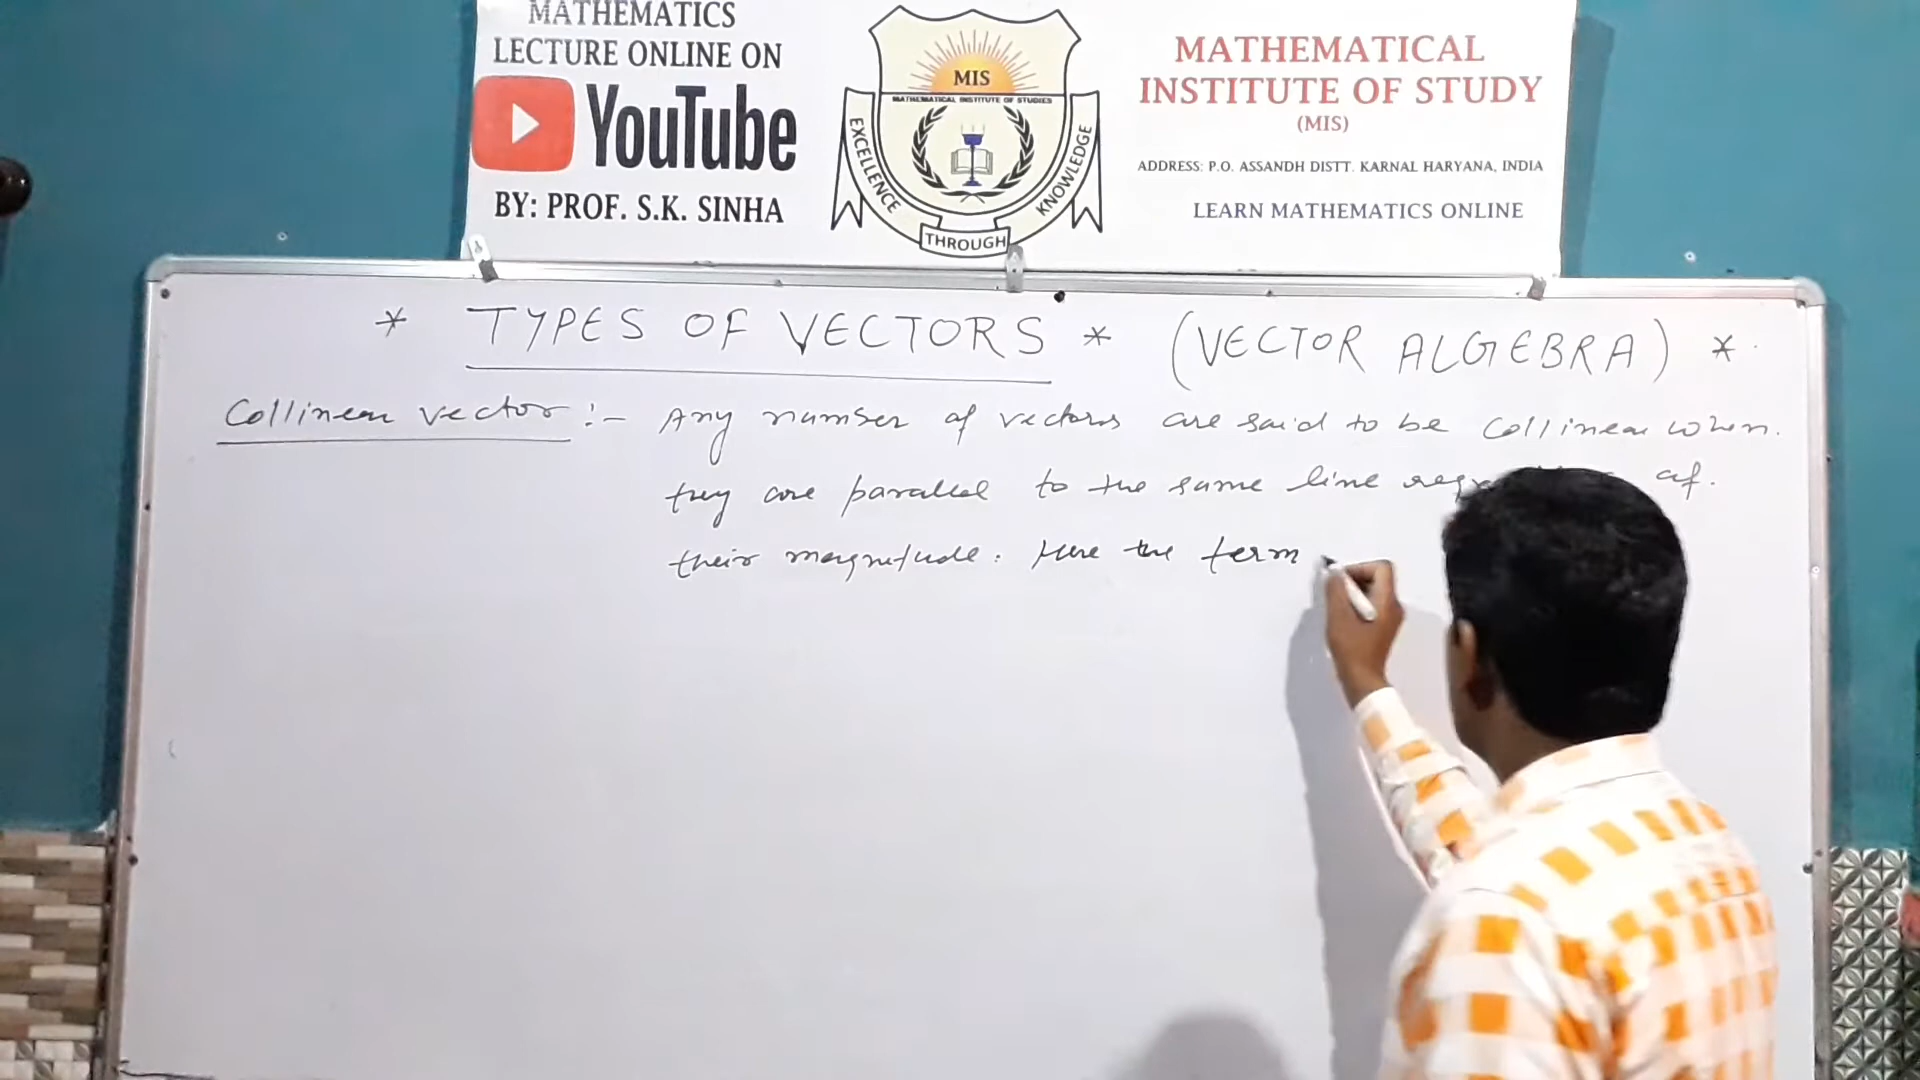 MATHEMATICS
LECTURE ONLINE ON
YouTube
BY: PROF. S.K. SINHA
MIS
MATHEMATICAL INSTITUTE OF STUDIES
EXCELLENCE
THROUGH
KNOWLEDGE
MATHEMATICAL
INSTITUTE OF STUDY
(MIS)
ADDRESS: P.O. ASSANDH DISTT. KARNAL HARYANA, INDIA
LEARN MATHEMATICS ONLINE
* TYPES OF VECTORS * (VECTOR ALGEBRA) *
Collinear vector :- Any number of vectors are said to be collinear when
they are parallel to the same line of.
their magnitude. Here the term